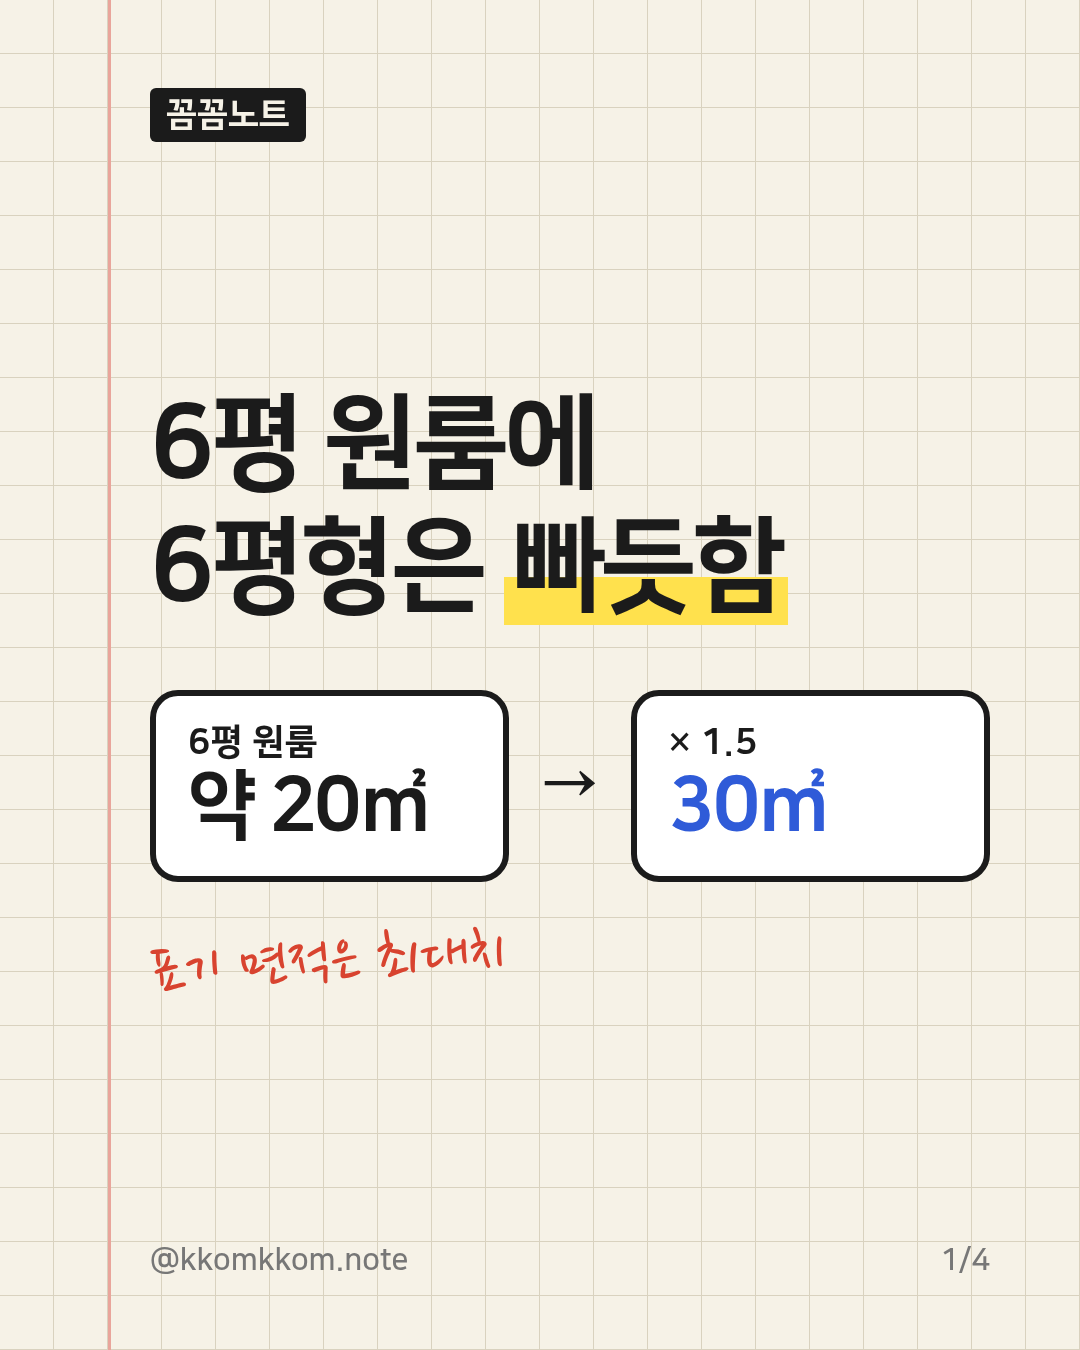 꼼꼼노트
6평 원룸에
6평형은 빠듯함
6평 원룸
약 20㎡
→
× 1.5
30㎡
표기 면적은 최대치
@kkomkkom.note
1/4